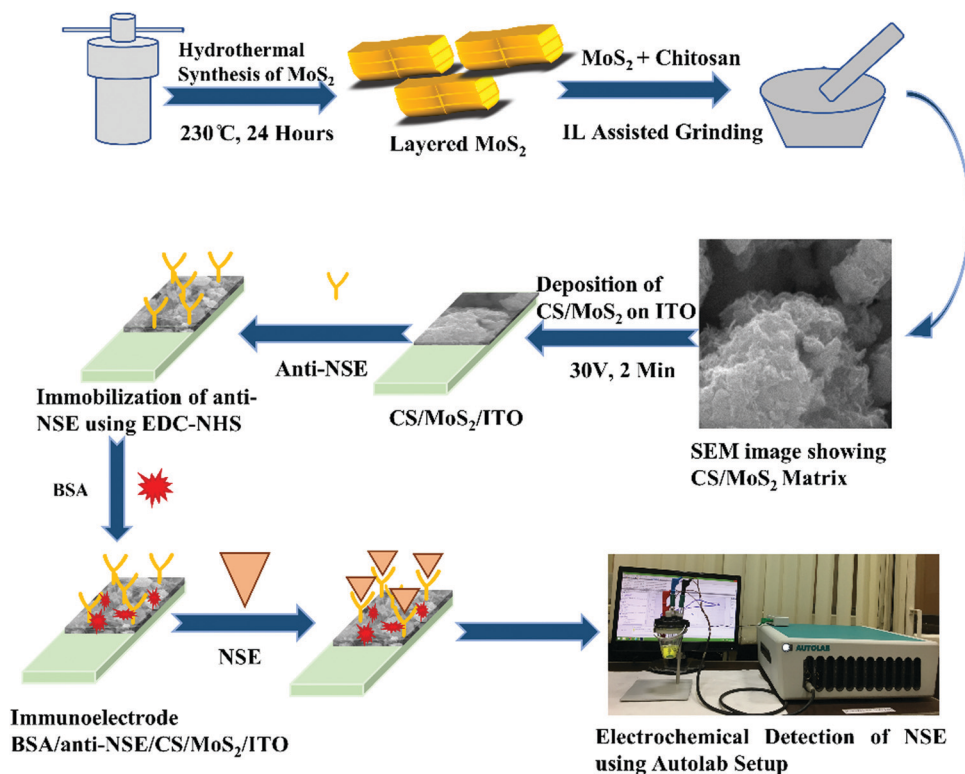 Hydrothermal
Synthesis of MoS₂
230℃, 24 Hours
Layered MoS₂
MoS₂ + Chitosan
IL Assisted Grinding
Deposition of
CS/MoS₂ on ITO
30V, 2 Min
SEM image showing
CS/MoS₂ Matrix
CS/MoS₂/ITO
Anti-NSE
Immobilization of anti-
NSE using EDC-NHS
BSA
Immunoelectrode
BSA/anti-NSE/CS/MoS₂/ITO
NSE
AUTOLAB
Electrochemical Detection of NSE
using Autolab Setup